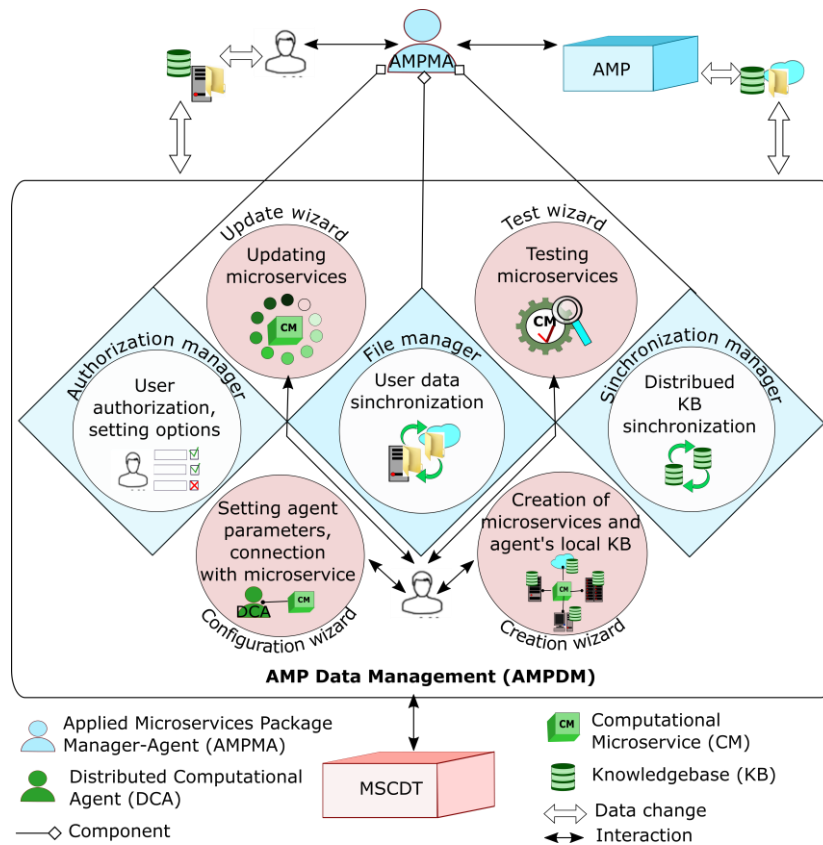 AMPMA
AMP
Update wizard
Updating
microservices
CM
Test wizard
Testing
microservices
CM
Authorization manager
User
authorization,
setting options
File manager
User data
sinchronization
Sinchronization manager
Distribued
KB
sinchronization
Setting agent
parameters,
connection
with microservice
DCA
CM
Configuration wizard
Creation of
microservices and
agent's local KB
CM
Creation wizard
AMP Data Management (AMPDM)
MSCDT
Applied Microservices Package
Manager-Agent (AMPMA)
Distributed Computational
Agent (DCA)
Component
CM
Computational
Microservice (CM)
Knowledgebase (KB)
Data change
Interaction